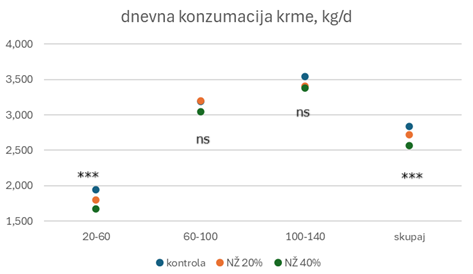 dnevna konzumacija krme, kg/d
4,000
3,500
3,000
2,500
2,000
1,500
***
ns
ns
***
20-60 60-100 100-140 skupaj
kontrola NŽ 20% NŽ 40%